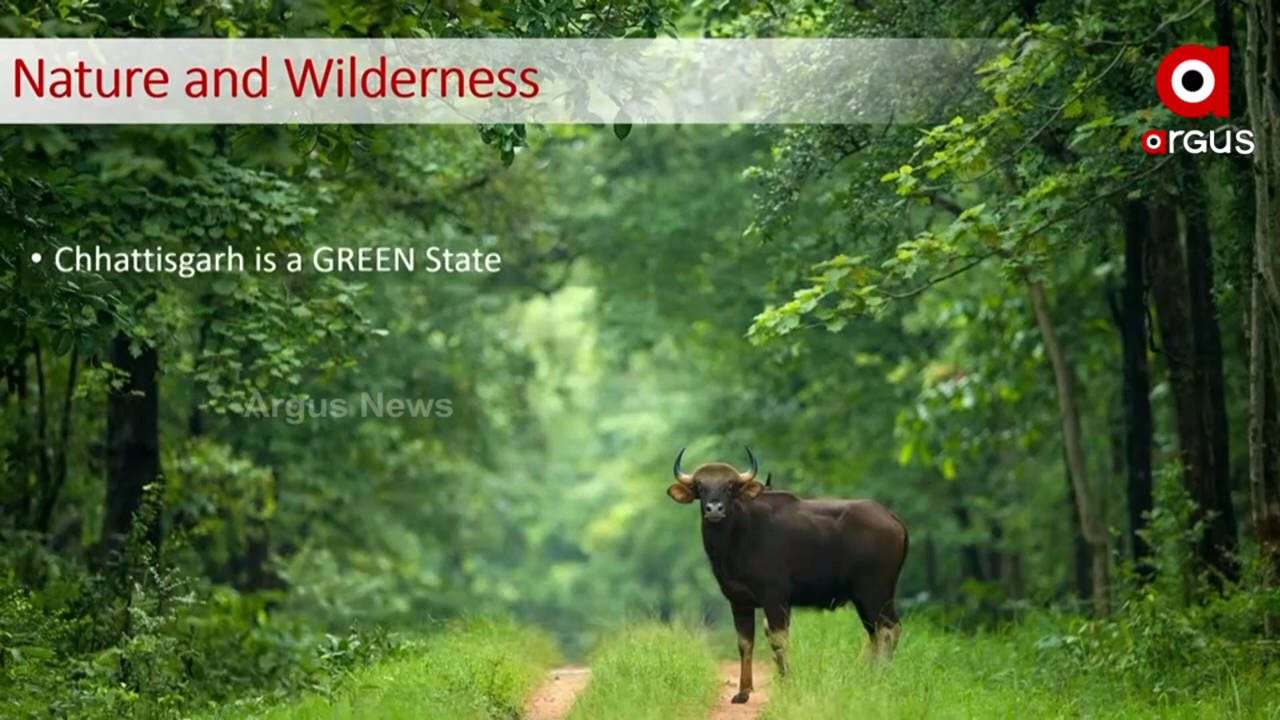 Nature and Wilderness
argus
• Chhattisgarh is a GREEN State
Argus News